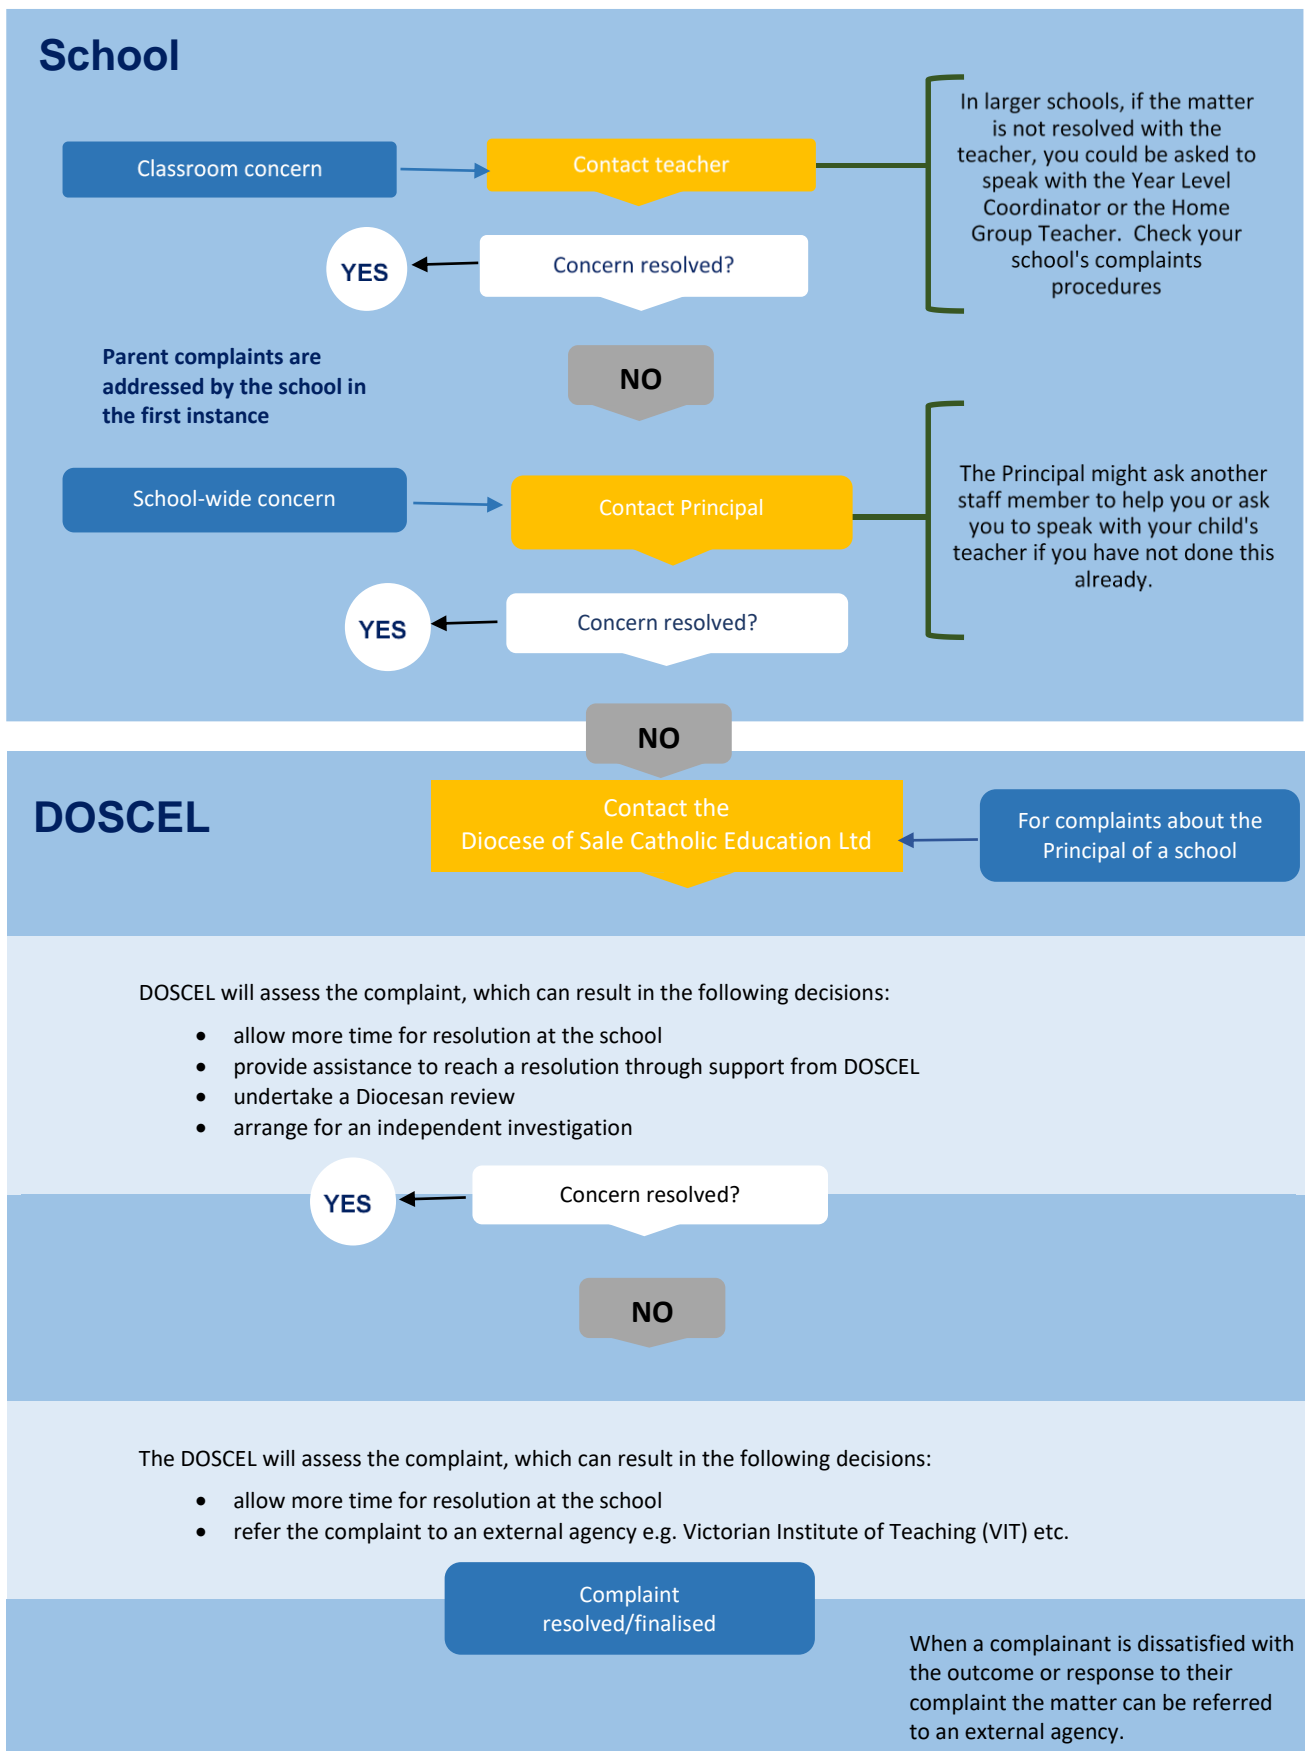 School
Classroom concern
Contact teacher
In larger schools, if the matter
is not resolved with the
teacher, you could be asked to
speak with the Year Level
Coordinator or the Home
Group Teacher.  Check your
school's complaints
procedures
YES
Concern resolved?
Parent complaints are
addressed by the school in
the first instance
NO
School-wide concern
Contact Principal
The Principal might ask another
staff member to help you or ask
you to speak with your child's
teacher if you have not done this
already.
YES
Concern resolved?
NO
DOSCEL
Contact the
Diocese of Sale Catholic Education Ltd
For complaints about the
Principal of a school
DOSCEL will assess the complaint, which can result in the following decisions:
• allow more time for resolution at the school
• provide assistance to reach a resolution through support from DOSCEL
• undertake a Diocesan review
• arrange for an independent investigation
YES
Concern resolved?
NO
The DOSCEL will assess the complaint, which can result in the following decisions:
• allow more time for resolution at the school
• refer the complaint to an external agency e.g. Victorian Institute of Teaching (VIT) etc.
Complaint
resolved/finalised
When a complainant is dissatisfied with
the outcome or response to their
complaint the matter can be referred
to an external agency.